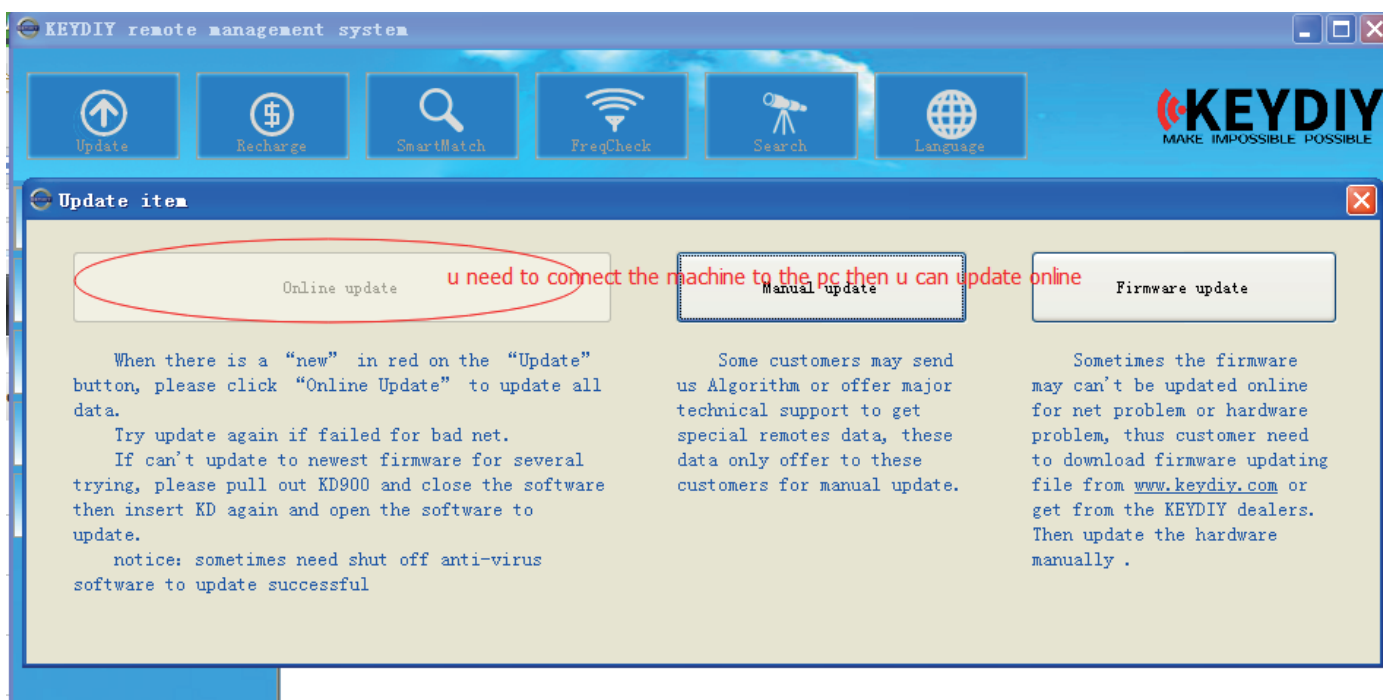 KEYDIY remote management system
Update
Recharge
SmartMatch
FreqCheck
Search
Language
KEYDIY
MAKE IMPOSSIBLE POSSIBLE
Update item
Online update
u need to connect the machine to the pc then u can update online
Manual update
Firmware update
When there is a “new” in red on the “Update”
button, please click “Online Update” to update all
data.
Try update again if failed for bad net.
If can't update to newest firmware for several
trying, please pull out KD900 and close the software
then insert KD again and open the software to
update.
notice: sometimes need shut off anti-virus
software to update successful
Some customers may send
us Algorithm or offer major
technical support to get
special remotes data, these
data only offer to these
customers for manual update.
Sometimes the firmware
may can't be updated online
for net problem or hardware
problem, thus customer need
to download firmware updating
file from www.keydiy.com or
get from the KEYDIY dealers.
Then update the hardware
manually .